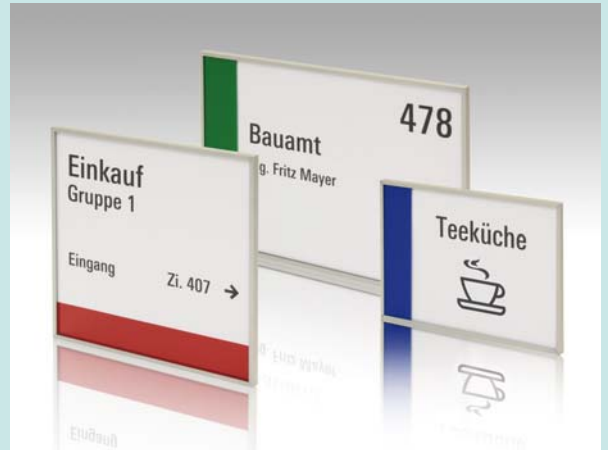 Einkauf
Gruppe 1
Eingang
Zi. 407 →
478
Bauamt
g. Fritz Mayer
Teeküche